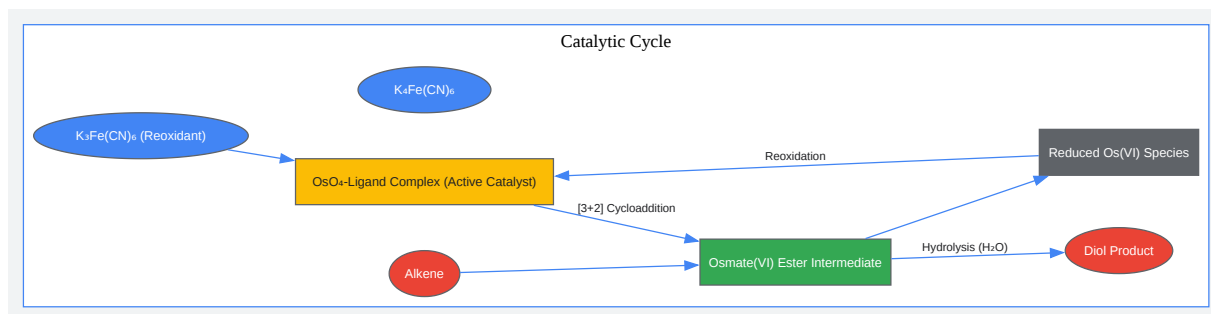 Catalytic Cycle
K₄Fe(CN)₆
K₃Fe(CN)₆ (Reoxidant)
OsO₄-Ligand Complex (Active Catalyst)
Reoxidation
Reduced Os(VI) Species
[3+2] Cycloaddition
Alkene
Osmate(VI) Ester Intermediate
Hydrolysis (H₂O)
Diol Product